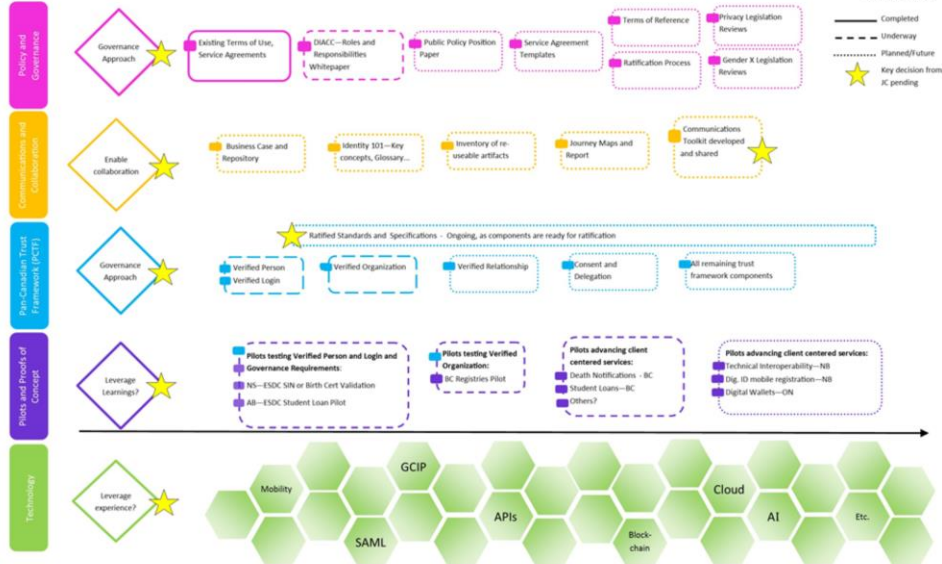 Policy and
Governance
Governance
Approach
Existing Terms of Use,
Service Agreements
DIACC—Roles and
Responsibilities
Whitepaper
Public Policy Position
Paper
Service Agreement
Templates
Terms of Reference
Ratification Process
Privacy Legislation
Reviews
Gender X Legislation
Reviews
Completed
Underway
Planned/Future
Key decision from
JC pending
Communications and
Collaboration
Enable
collaboration
Business Case and
Repository
Identity 101—Key
concepts, Glossary...
Inventory of re-
useable artifacts
Journey Maps and
Report
Communications
Toolkit developed
and shared
Pan-Canadian Trust
Framework (PCTF)
Governance
Approach
Ratified Standards and Specifications - Ongoing, as components are ready for ratification
Verified Person
Verified Login
Verified Organization
Verified Relationship
Consent and
Delegation
All remaining trust
framework components
Pilots and Proofs of
Concept
Leverage
Learnings?
Pilots testing Verified Person and Login and
Governance Requirements:
NS—ESDC SIN or Birth Cert Validation
AB—ESDC Student Loan Pilot
Pilots testing Verified
Organization:
BC Registries Pilot
Pilots advancing client
centered services:
Death Notifications - BC
Student Loans—BC
Others?
Pilots advancing client centered services:
Technical Interoperability—NB
Dig. ID mobile registration—NB
Digital Wallets—ON
Technology
Leverage
experience?
Mobility
GCIP
SAML
APIs
Block-
chain
Cloud
AI
Etc.